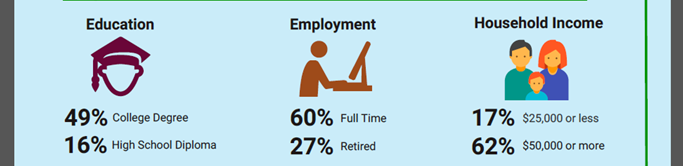 Education
49% College Degree
16% High School Diploma
Employment
60% Full Time
27% Retired
Household Income
17% $25,000 or less
62% $50,000 or more